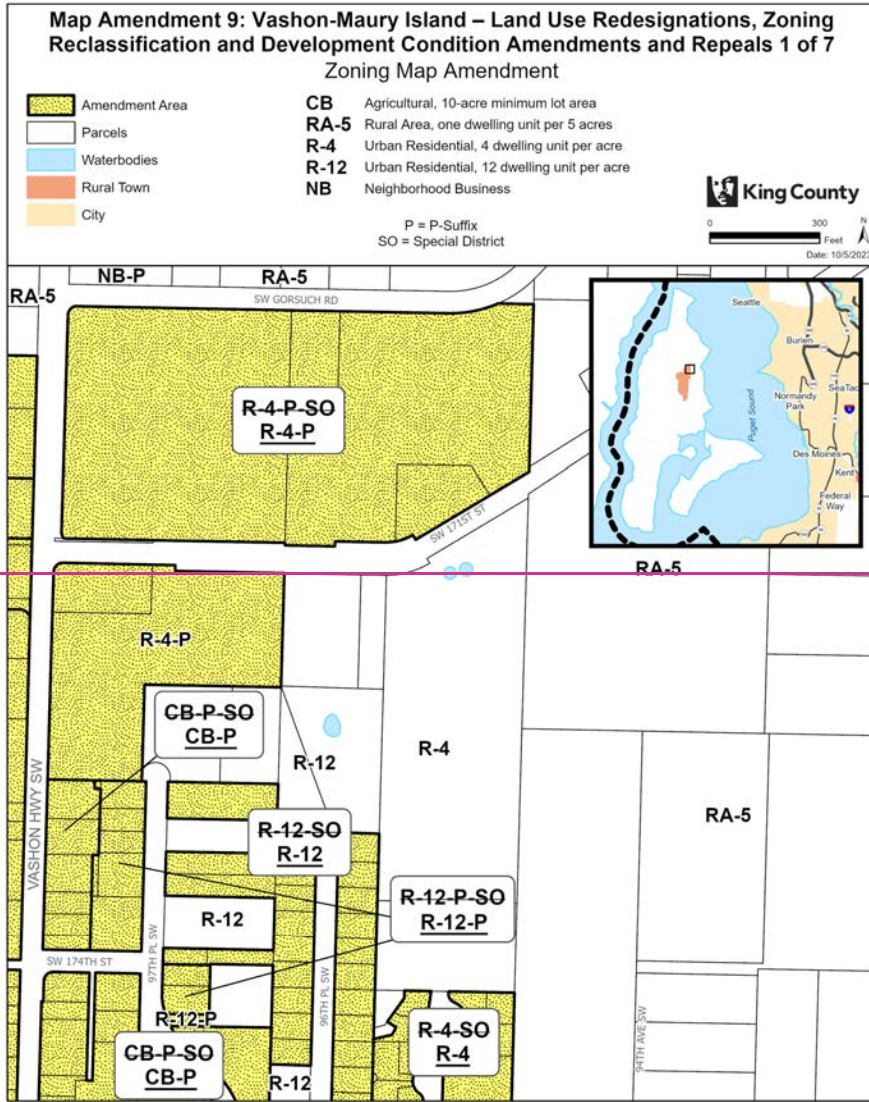 Map Amendment 9: Vashon-Maury Island – Land Use Redesignations, Zoning
Reclassification and Development Condition Amendments and Repeals 1 of 7
Zoning Map Amendment
Amendment Area
Parcels
Waterbodies
Rural Town
City
CB Agricultural, 10-acre minimum lot area
RA-5 Rural Area, one dwelling unit per 5 acres
R-4 Urban Residential, 4 dwelling unit per acre
R-12 Urban Residential, 12 dwelling unit per acre
NB Neighborhood Business
P = P-Suffix
SO = Special District
King County
0 300
Feet
N
Date: 10/5/2023
NB-P
RA-5
RA-5
SW GORSUCH RD
R-4-P-SO
R-4-P
SW 171ST ST
Seattle
Burien
SeaTac
Normandy
Park
Puget Sound
Des Moines
Kent
Federal
Way
RA-5
R-4-P
CB-P-SO
CB-P
R-12
R-4
VASHON HWY SW
R-12-SO
R-12
RA-5
R-12-P-SO
R-12-P
R-12
SW 174TH ST
97TH PL SW
96TH PL SW
R-12-P
CB-P-SO
CB-P
R-12
R-4-SO
R-4
94TH AVE SW